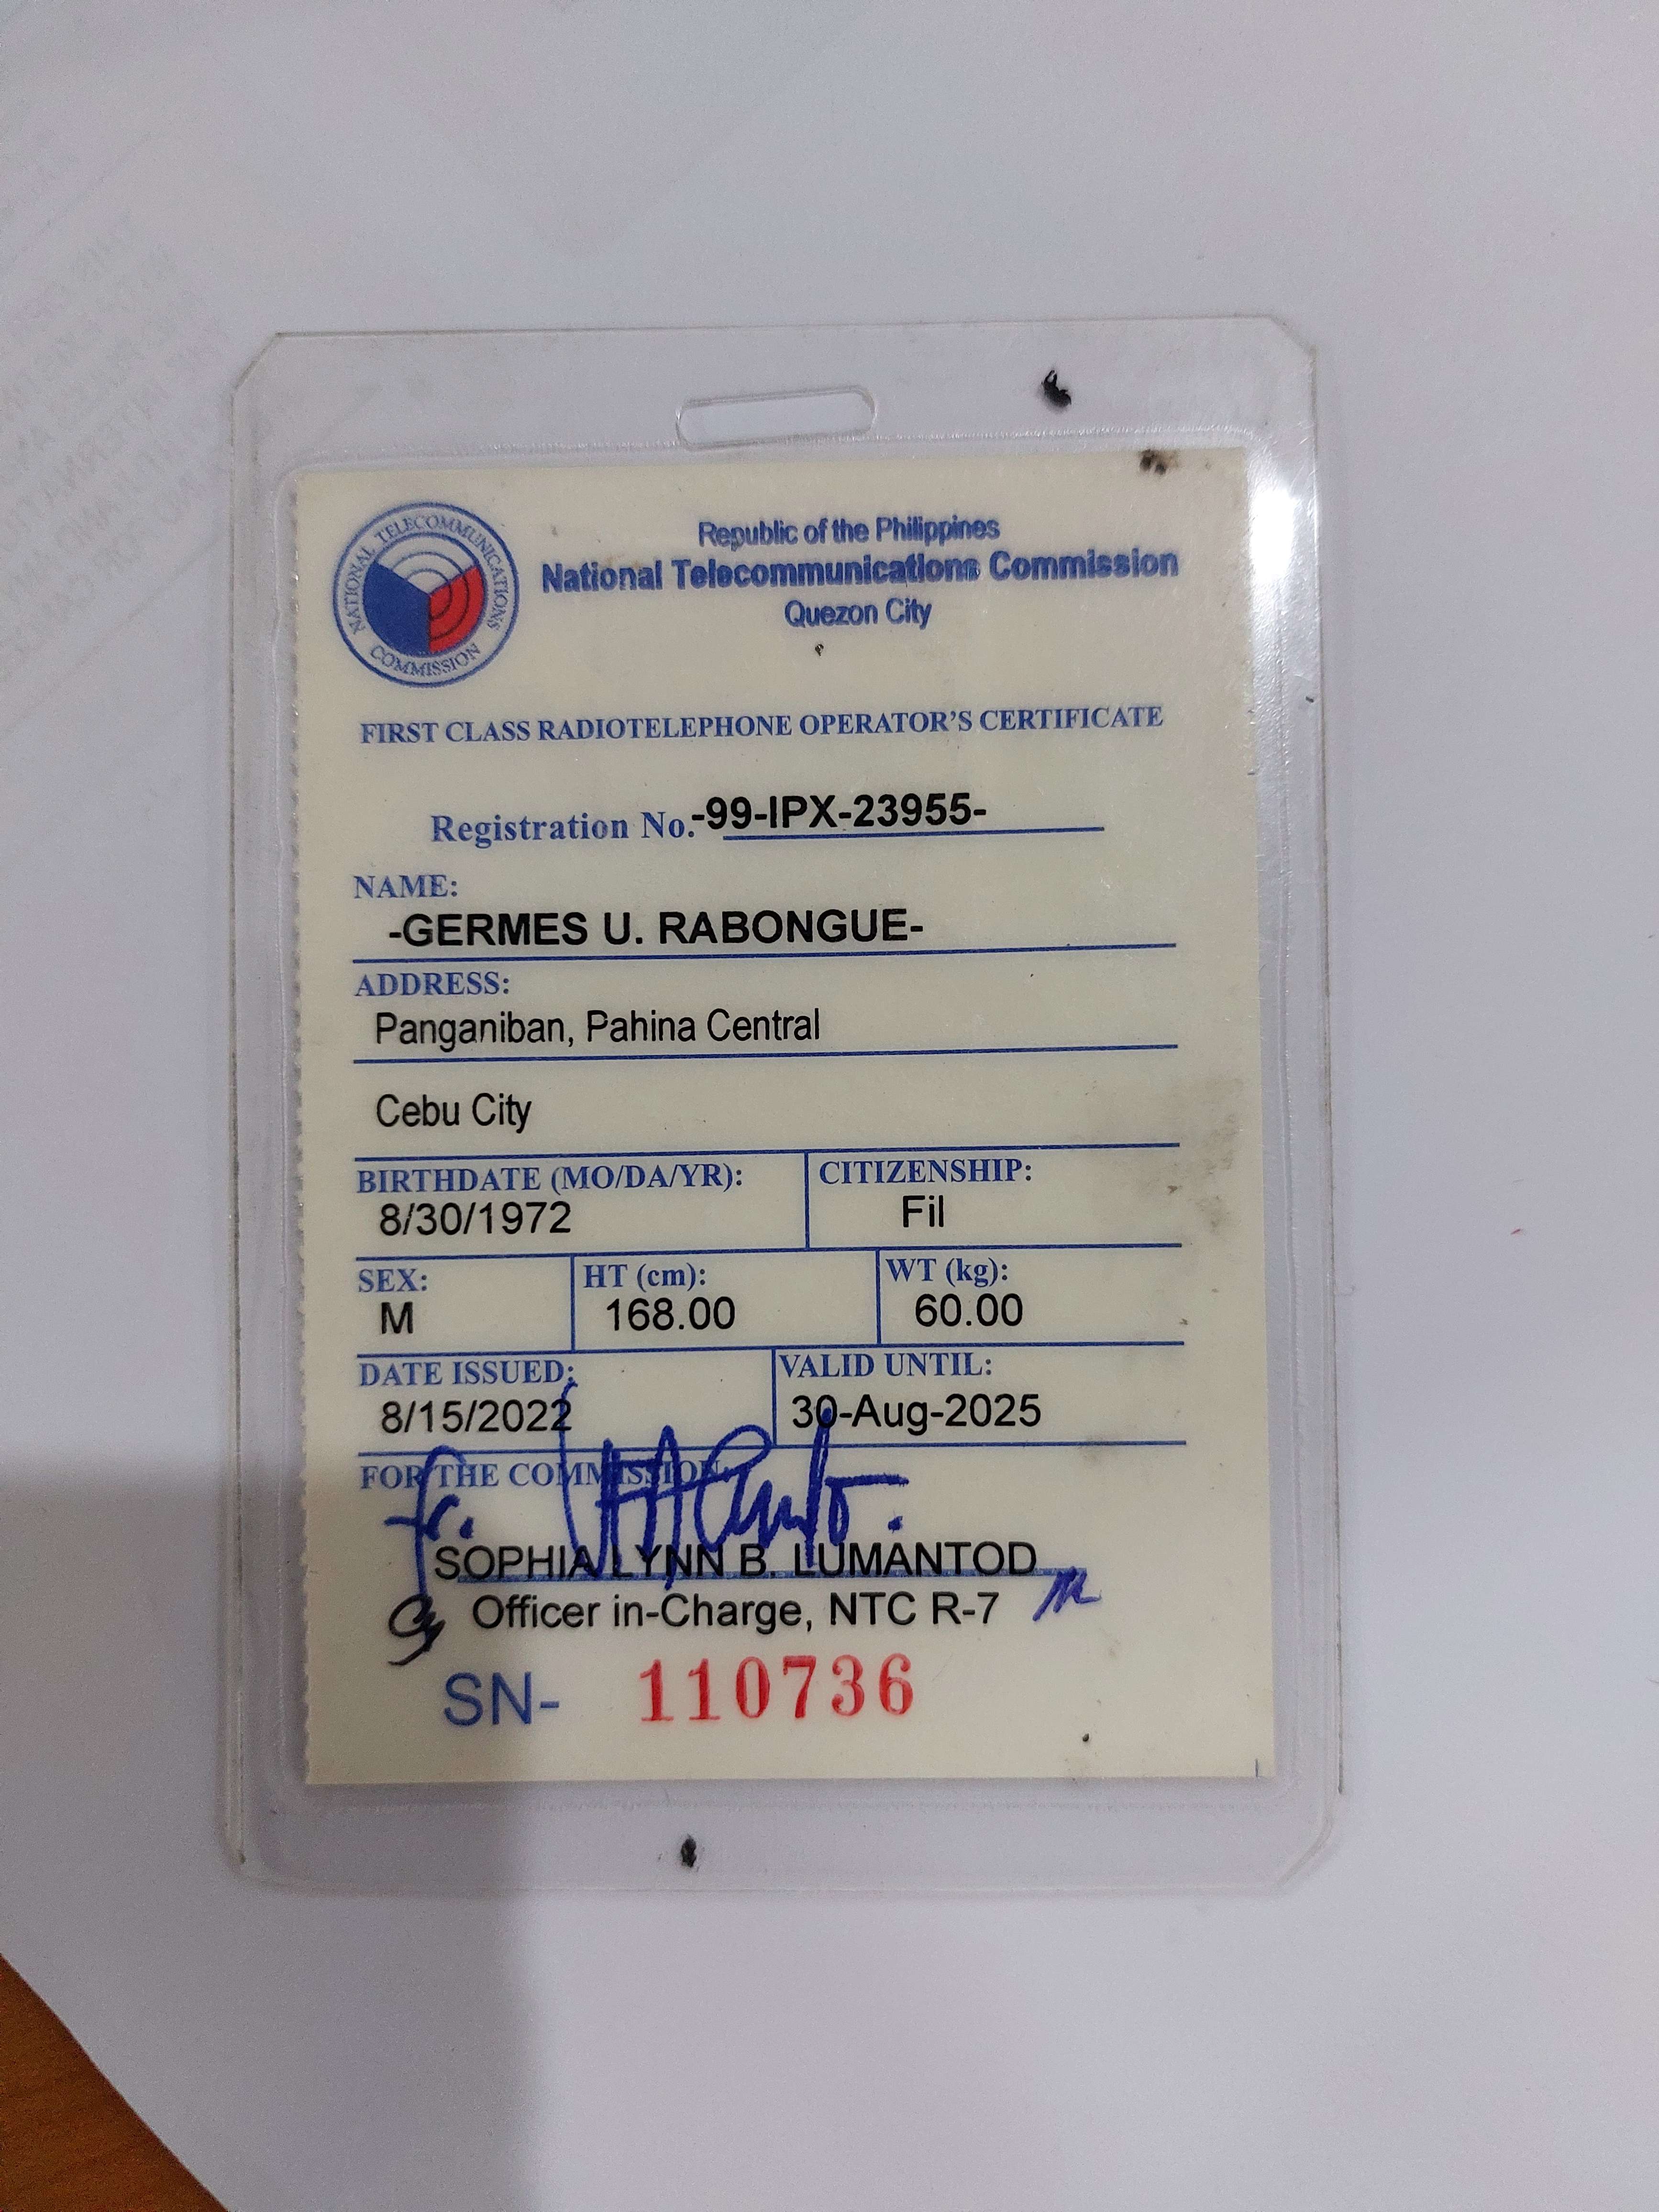 NATIONAL TELECOMMUNICATIONS COMMISSION
Republic of the Philippines
National Telecommunications Commission
Quezon City
FIRST CLASS RADIOTELEPHONE OPERATOR'S CERTIFICATE
Registration No.-99-IPX-23955-
NAME:
-GERMES U. RABONGUE-
ADDRESS:
Panganiban, Pahina Central
Cebu City
BIRTHDATE (MO/DA/YR): CITIZENSHIP:
8/30/1972 Fil
SEX: HT (cm): WT (kg):
M 168.00 60.00
DATE ISSUED: VALID UNTIL:
8/15/2022 30-Aug-2025
FOR THE COMMISSION:
SOPHIA LYNN B. LUMANTOD
Officer in-Charge, NTC R-7
SN- 110736